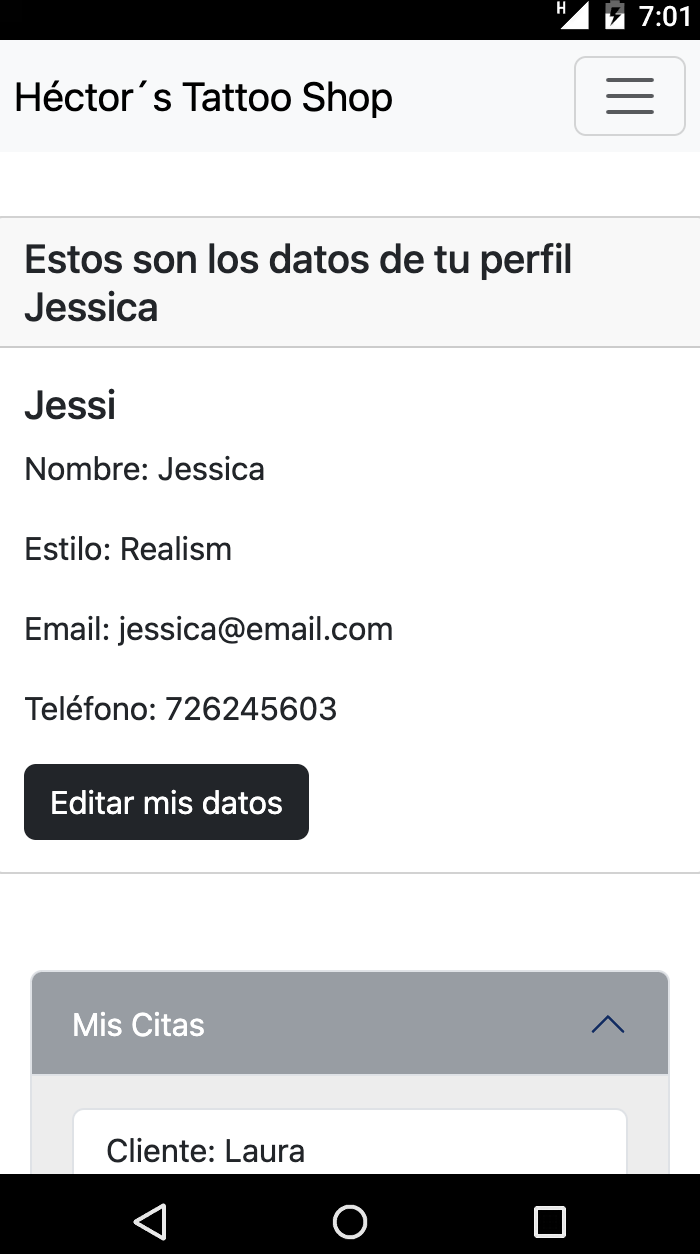 H 7:01
Héctor´s Tattoo Shop
Estos son los datos de tu perfil
Jessica
Jessi
Nombre: Jessica
Estilo: Realism
Email: jessica@email.com
Teléfono: 726245603
Editar mis datos
Mis Citas
Cliente: Laura